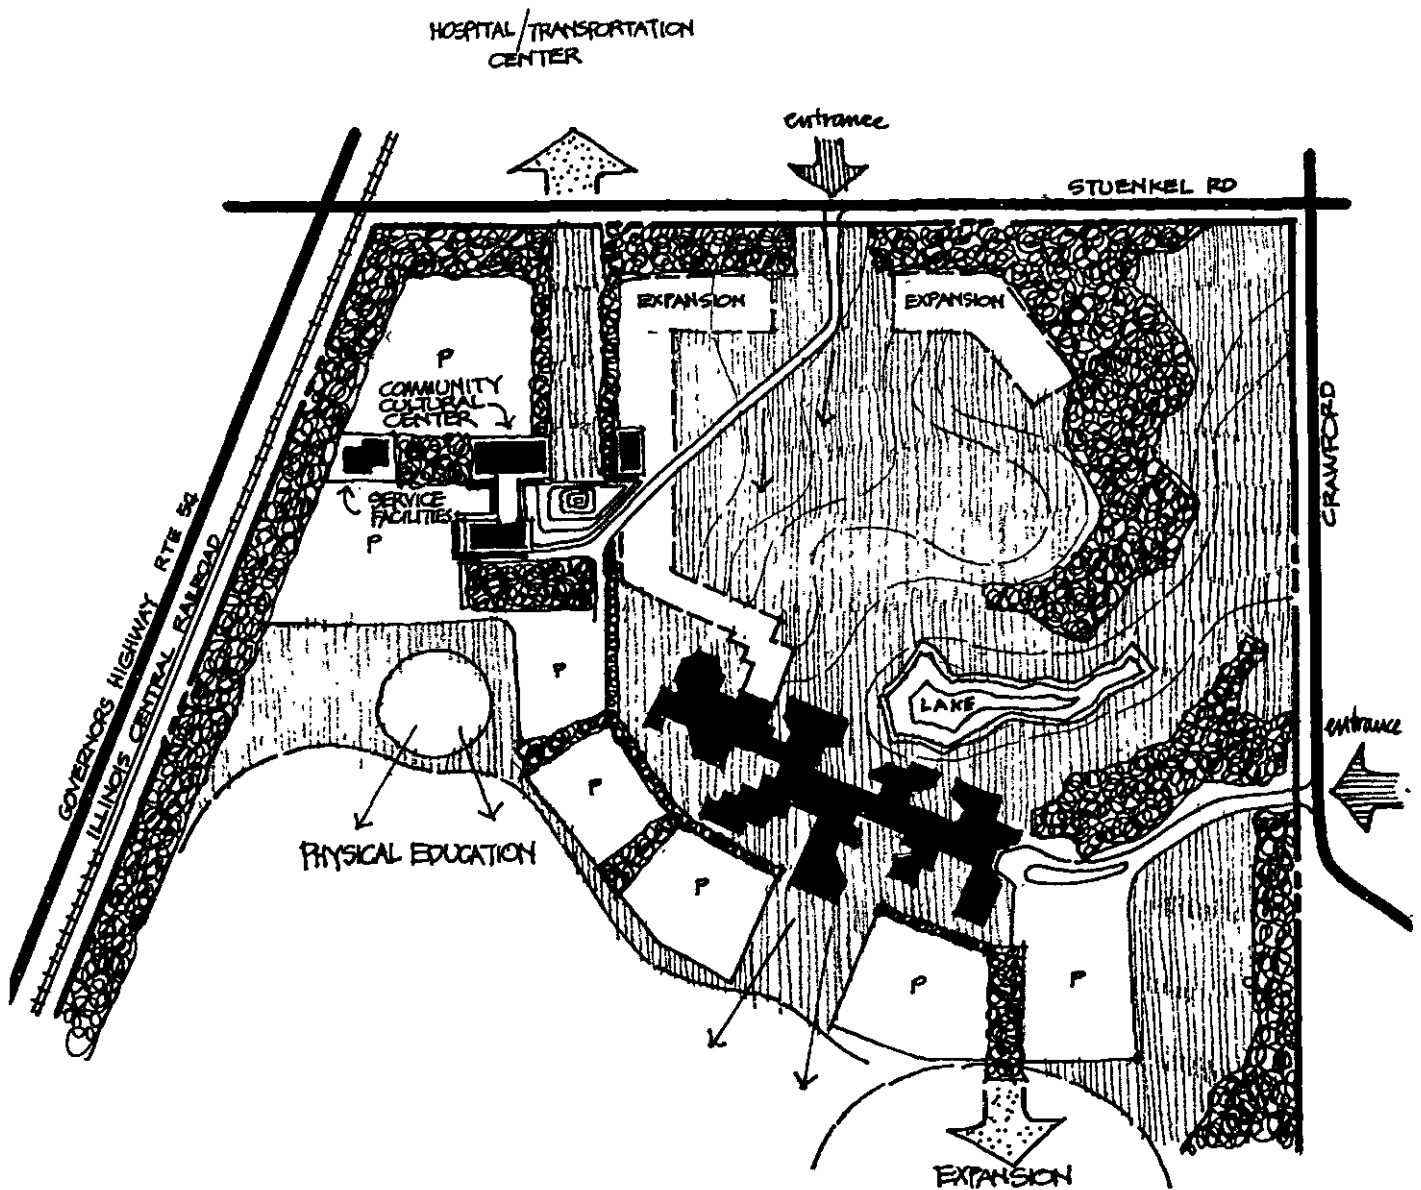 HOSPITAL/TRANSPORTATION
CENTER
entrance
STUENKEL RD
EXPANSION
EXPANSION
P
COMMUNITY
CULTURAL
CENTER
CRAWFORD
SERVICE
FACILITIES
P
GOVERNORS HIGHWAY RTE 54
ILLINOIS CENTRAL RAILROAD
P
LAKE
entrance
P
PHYSICAL EDUCATION
P
P
P
EXPANSION